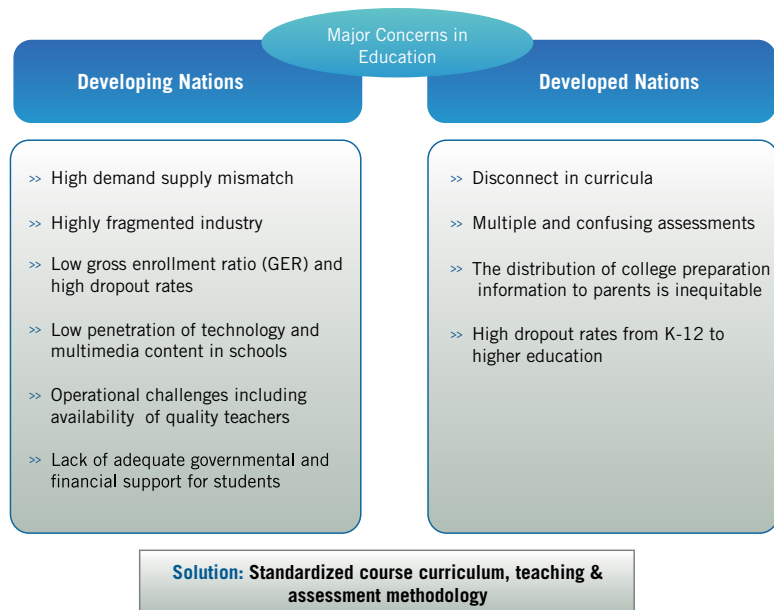 Major Concerns in
Education
Developing Nations
>> High demand supply mismatch
>> Highly fragmented industry
>> Low gross enrollment ratio (GER) and
high dropout rates
>> Low penetration of technology and
multimedia content in schools
>> Operational challenges including
availability of quality teachers
>> Lack of adequate governmental and
financial support for students
Developed Nations
>> Disconnect in curricula
>> Multiple and confusing assessments
>> The distribution of college preparation
information to parents is inequitable
>> High dropout rates from K-12 to
higher education
Solution: Standardized course curriculum, teaching &
assessment methodology